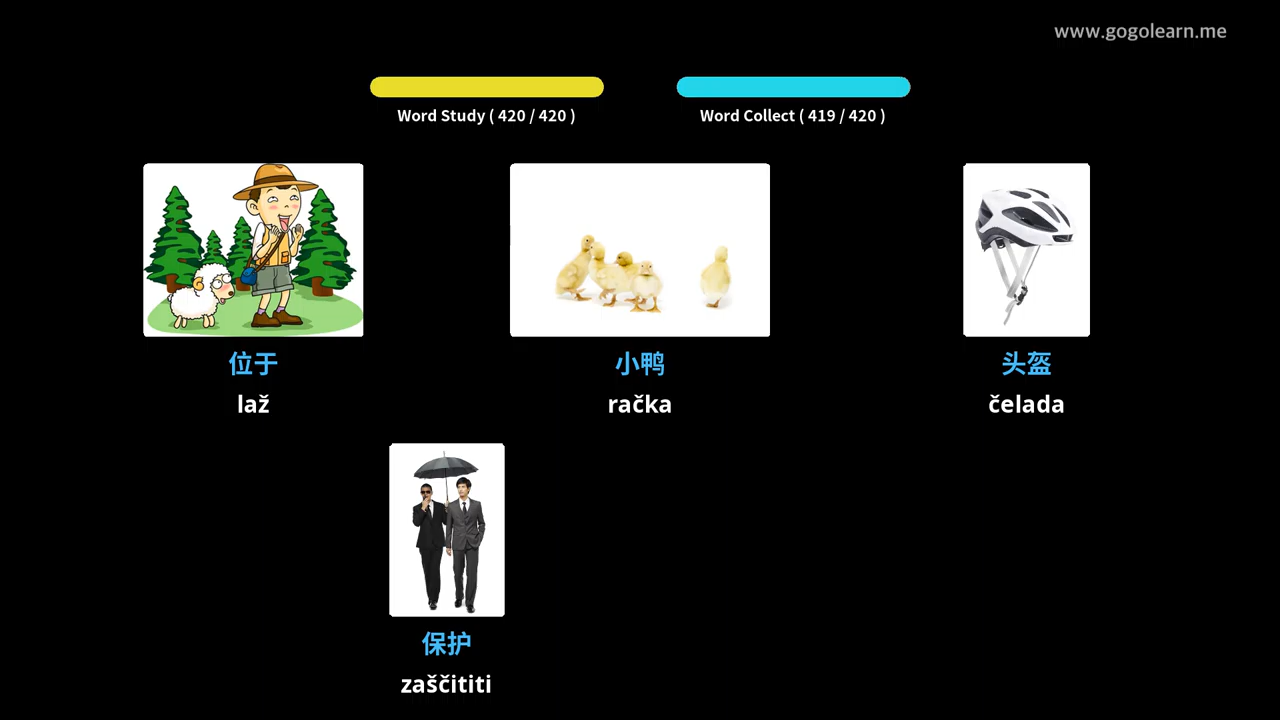 www.gogolearn.me
Word Study ( 420 / 420 )
Word Collect ( 419 / 420 )
位于
laž
小鸭
račka
头盔
čelada
保护
zaščititi